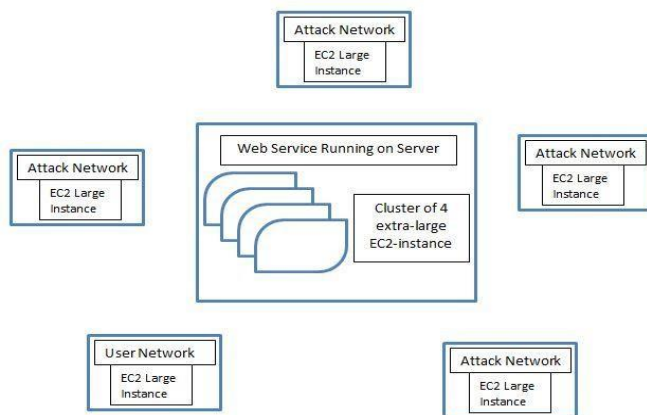 Attack Network
EC2 Large
Instance
Web Service Running on Server
Cluster of 4
extra-large
EC2-instance
Attack Network
EC2 Large
Instance
Attack Network
EC2 Large
Instance
User Network
EC2 Large
Instance
Attack Network
EC2 Large
Instance